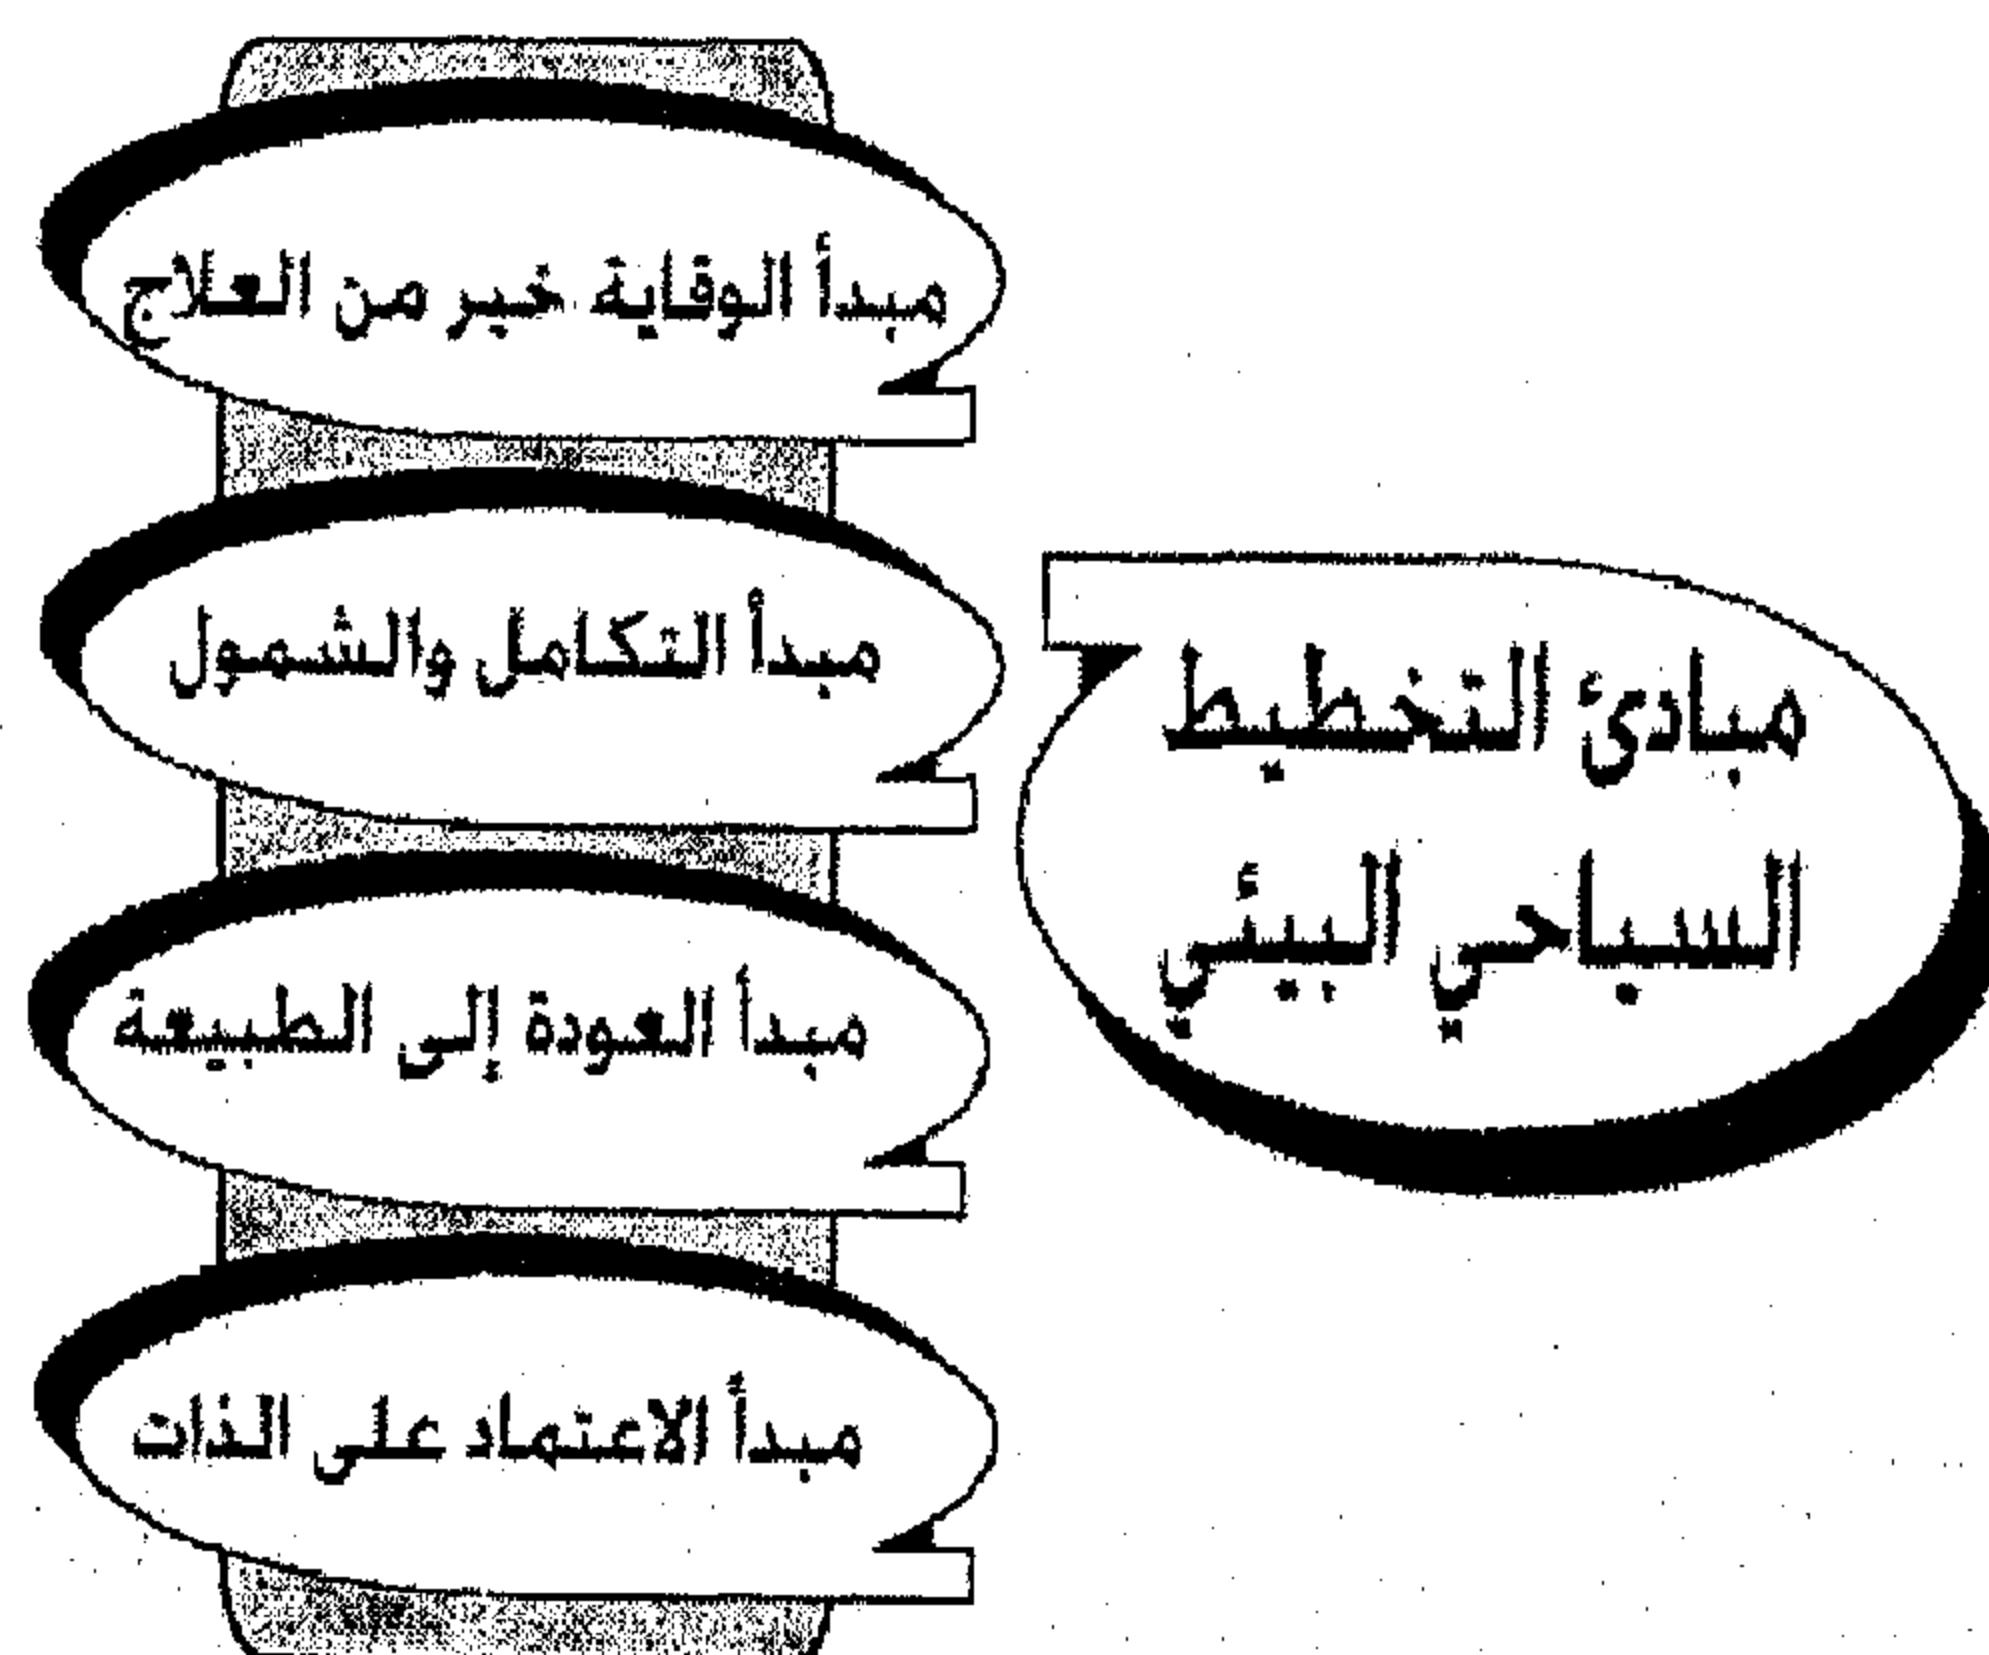 مبادئ التخطيط
السياحي البيئي
مبدأ الوقاية خير من العلاج
مبدأ التكامل والشمول
مبدأ العودة إلى الطبيعة
مبدأ الاعتماد على الذات